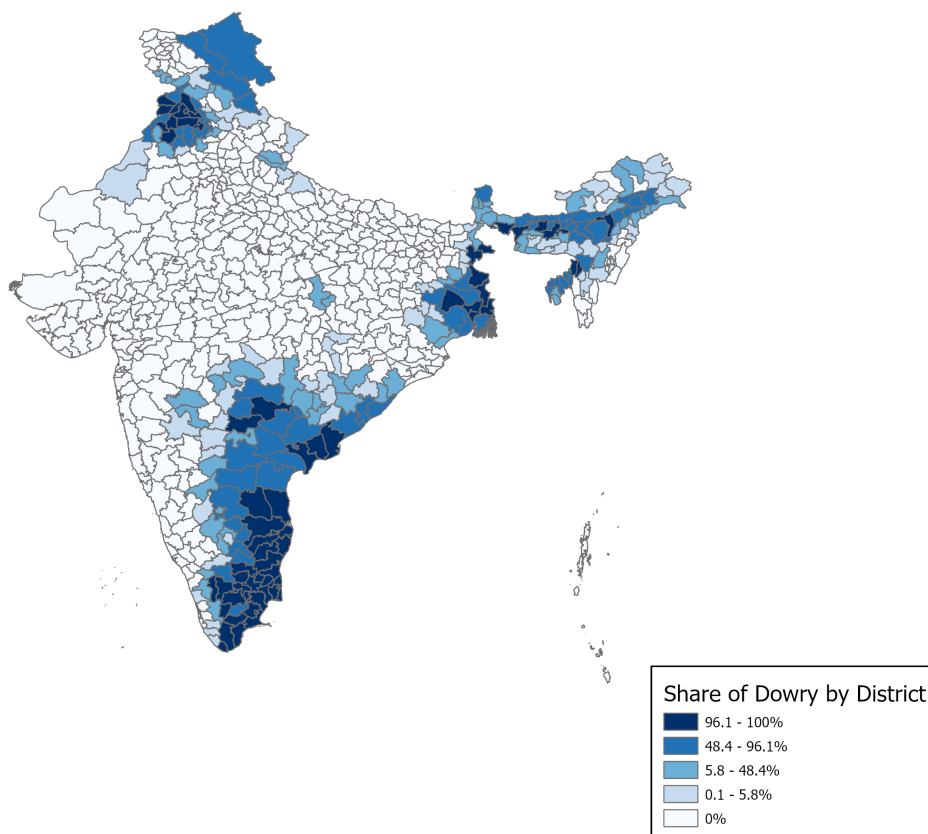 Share of Dowry by District
96.1 - 100%
48.4 - 96.1%
5.8 - 48.4%
0.1 - 5.8%
0%